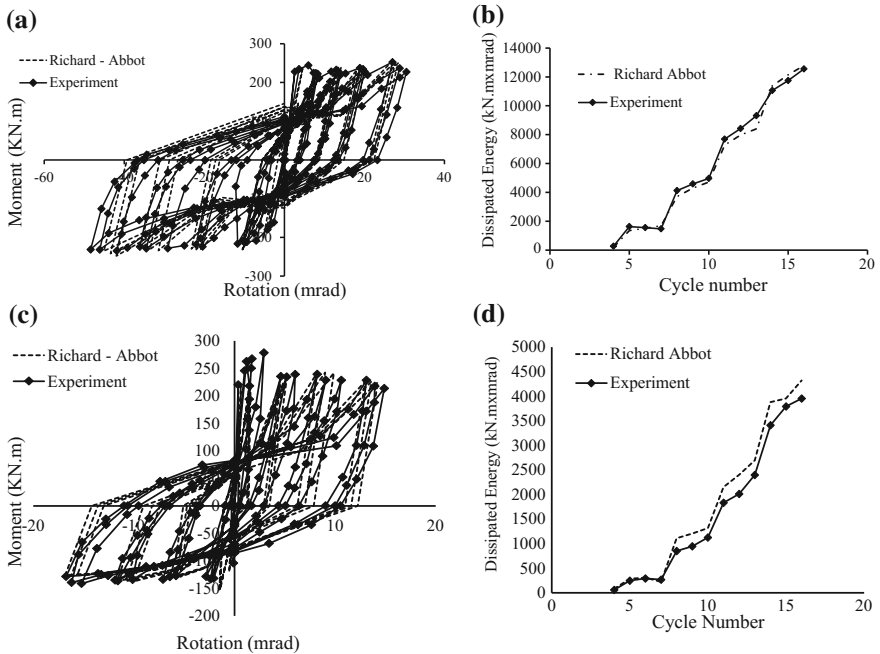 (a)
300
200
Richard - Abbot
Experiment
Moment (KN.m)
-60
-20
20
40
-300
Rotation (mrad)
(b)
14000
12000
10000
8000
6000
4000
2000
0
Dissipated Energy (kN.mxmrad)
Richard Abbot
Experiment
0
5
10
15
20
Cycle number
(c)
300
250
200
150
100
-50
-100
-150
-200
Richard - Abbot
Experiment
Moment (KN.m)
-20
-10
10
20
Rotation (mrad)
(d)
5000
4500
4000
3500
3000
2500
2000
1500
1000
500
0
Dissipated Energy (kN.mxmrad)
Richard Abbot
Experiment
0
5
10
15
20
Cycle Number